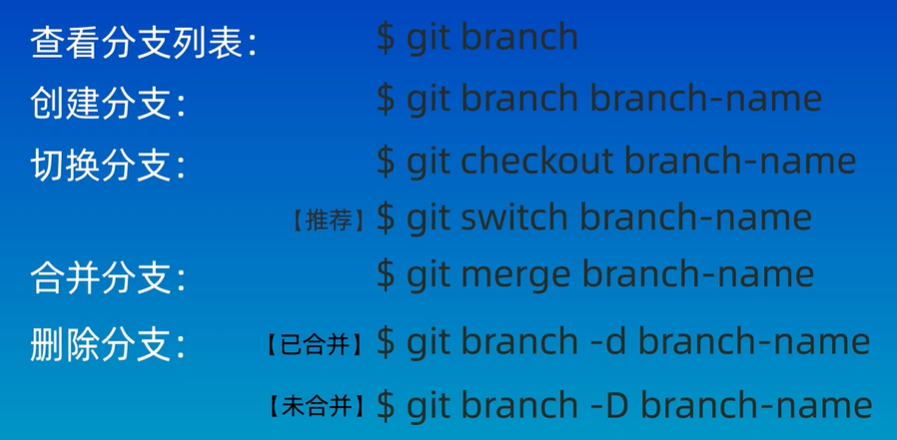 查看分支列表： $ git branch
创建分支： $ git branch branch-name
切换分支： $ git checkout branch-name
【推荐】 $ git switch branch-name
合并分支： $ git merge branch-name
删除分支： 【已合并】 $ git branch -d branch-name
【未合并】 $ git branch -D branch-name